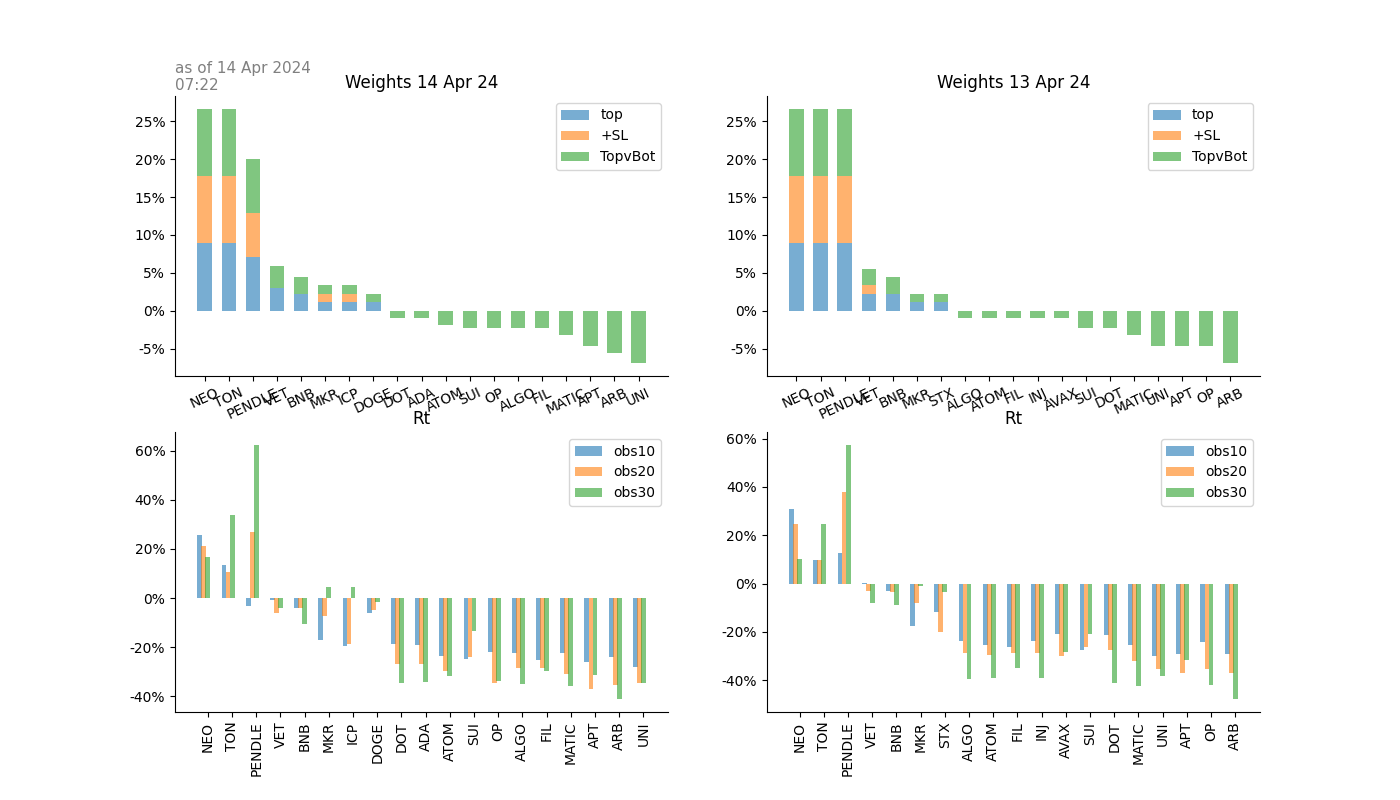 as of 14 Apr 2024
07:22
Weights 14 Apr 24
25%
20%
15%
10%
5%
0%
-5%
top
+SL
TopvBot
NEO TON PENDLE VET BNB MKR ICP DOGE DOT ADA ATOM SUI OP ALGO FIL MATIC APT ARB UNI
Weights 13 Apr 24
25%
20%
15%
10%
5%
0%
-5%
top
+SL
TopvBot
NEO TON PENDLE VET BNB MKR STX ALGO ATOM FIL INJ AVAX SUI DOT MATIC UNI APT OP ARB
Rt
60%
40%
20%
0%
-20%
-40%
obs10
obs20
obs30
NEO TON PENDLE VET BNB MKR ICP DOGE DOT ADA ATOM SUI OP ALGO FIL MATIC APT ARB UNI
Rt
60%
40%
20%
0%
-20%
-40%
obs10
obs20
obs30
NEO TON PENDLE VET BNB MKR STX ALGO ATOM FIL INJ AVAX SUI DOT MATIC UNI APT OP ARB